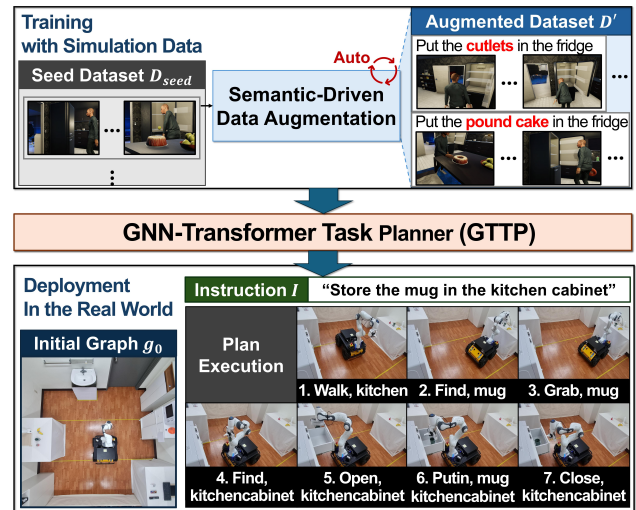 Training
with Simulation Data
Seed Dataset D_seed
Auto
Semantic-Driven
Data Augmentation
Augmented Dataset D′
Put the cutlets in the fridge
...
...
Put the pound cake in the fridge
...
...
GNN-Transformer Task Planner (GTTP)
Deployment
In the Real World
Initial Graph g_0
Instruction I
“Store the mug in the kitchen cabinet”
Plan
Execution
1. Walk, kitchen
2. Find, mug
3. Grab, mug
4. Find,
kitchencabinet
5. Open,
kitchencabinet
6. Putin, mug
kitchencabinet
7. Close,
kitchencabinet